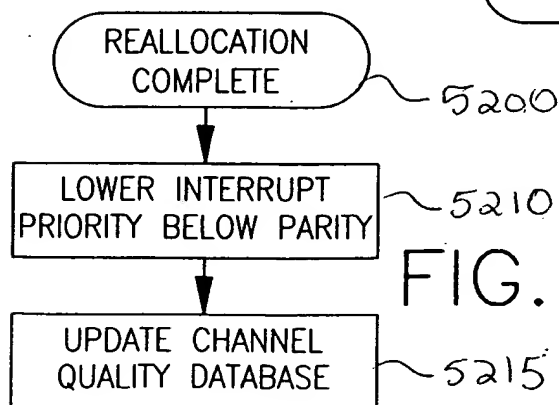 REALLOCATION
COMPLETE
5200
LOWER INTERRUPT
PRIORITY BELOW PARITY
5210
FIG.
UPDATE CHANNEL
QUALITY DATABASE
5215